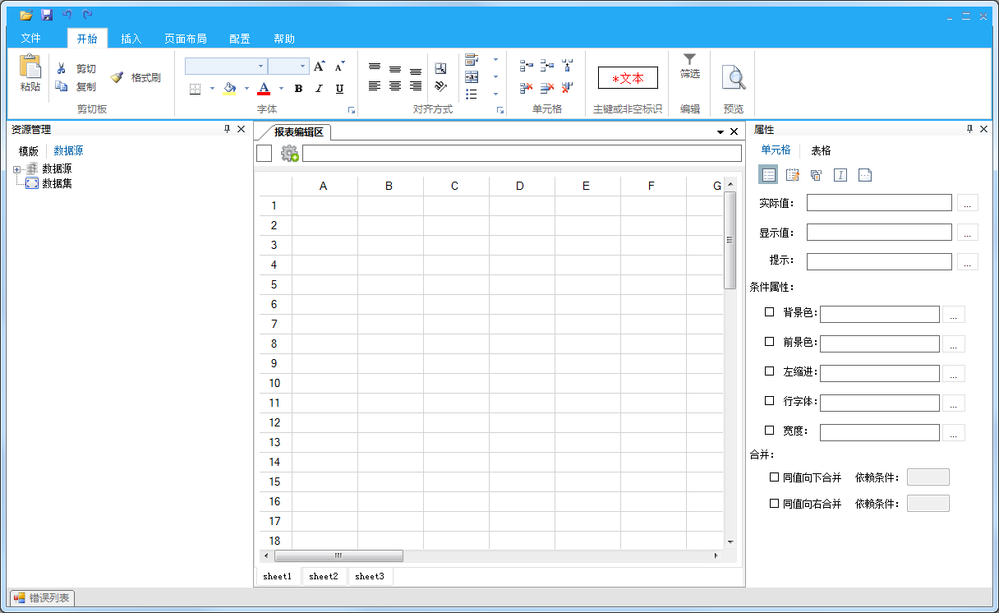 文件 开始 插入 页面布局 配置 帮助
粘贴 剪切 复制 格式刷
A A
A B I U
*文本
筛选
剪切板 字体 对齐方式 单元格 主键或非空标识 编辑 预览
资源管理
模版 数据源
数据源
数据集
报表编辑区
A B C D E F G
1
2
3
4
5
6
7
8
9
10
11
12
13
14
15
16
17
18
sheet1 sheet2 sheet3
属性
单元格 表格
实际值: ...
显示值: ...
提示: ...
条件属性:
背景色: ...
前景色: ...
左缩进: ...
行字体: ...
宽度: ...
合并:
同值向下合并 依赖条件:
同值向右合并 依赖条件:
错误列表